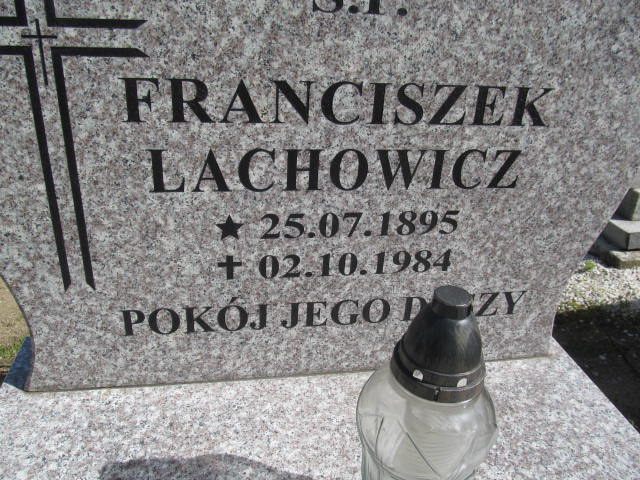 Ś.P.
FRANCISZEK
LACHOWICZ
★ 25.07.1895
✝ 02.10.1984
POKÓJ JEGO